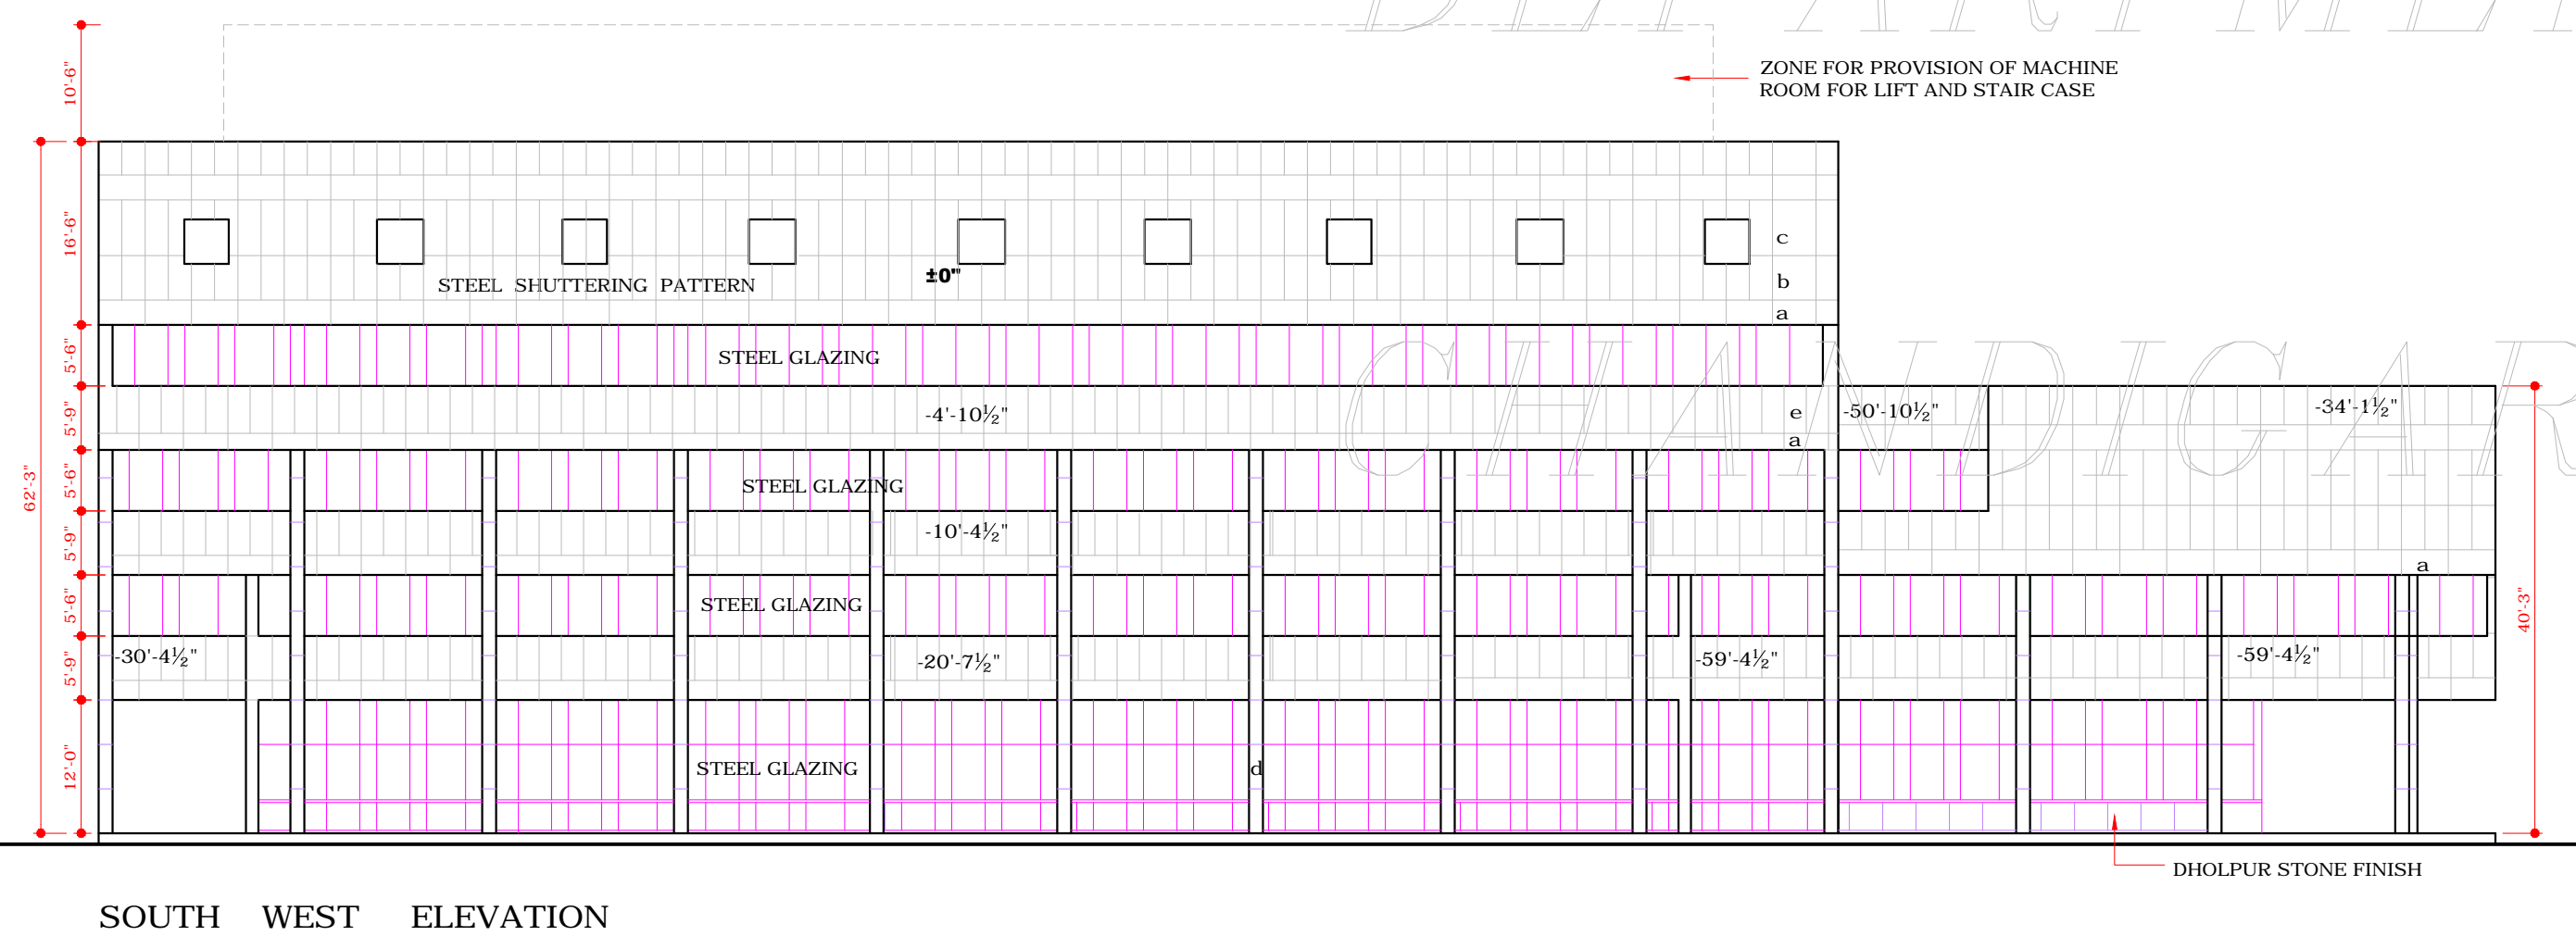 DEPARTMENT
10'-6"
ZONE FOR PROVISION OF MACHINE
ROOM FOR LIFT AND STAIR CASE
16'-6"
c
±0"
b
STEEL SHUTTERING PATTERN
a
5'-6"
STEEL GLAZING
CHANDIGAR
5'-9"
-4'-10½"
e
-50'-10½"
-34'-1½"
a
62'-3"
5'-6"
STEEL GLAZING
5'-9"
-10'-4½"
a
5'-6"
STEEL GLAZING
40'-3"
5'-9"
-30'-4½"
-20'-7½"
-59'-4½"
-59'-4½"
12'-0"
STEEL GLAZING
d
DHOLPUR STONE FINISH
SOUTH WEST ELEVATION